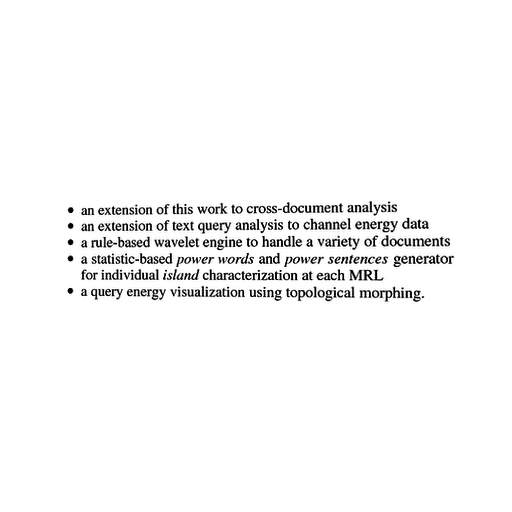 • an extension of this work to cross-document analysis
• an extension of text query analysis to channel energy data
• a rule-based wavelet engine to handle a variety of documents
• a statistic-based power words and power sentences generator
for individual island characterization at each MRL
• a query energy visualization using topological morphing.